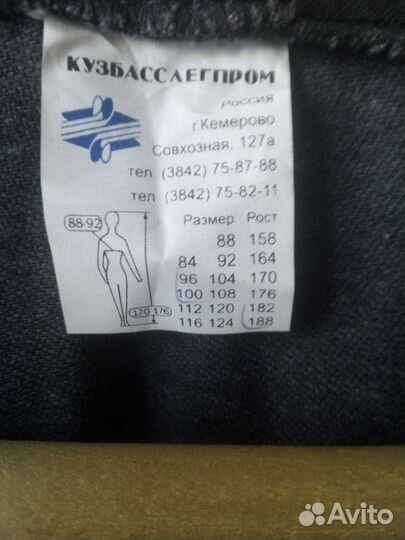 КУЗБАССЛЕГПРОМ
РОССИЯ
г Кемерово
Совхозная, 127а
тел (3842) 75-87-88
тел (3842) 75-82-11
88-92
170-176
Размер Рост
88 158
84 92 164
96 104 170
100 108 176
112 120 182
116 124 188
Avito